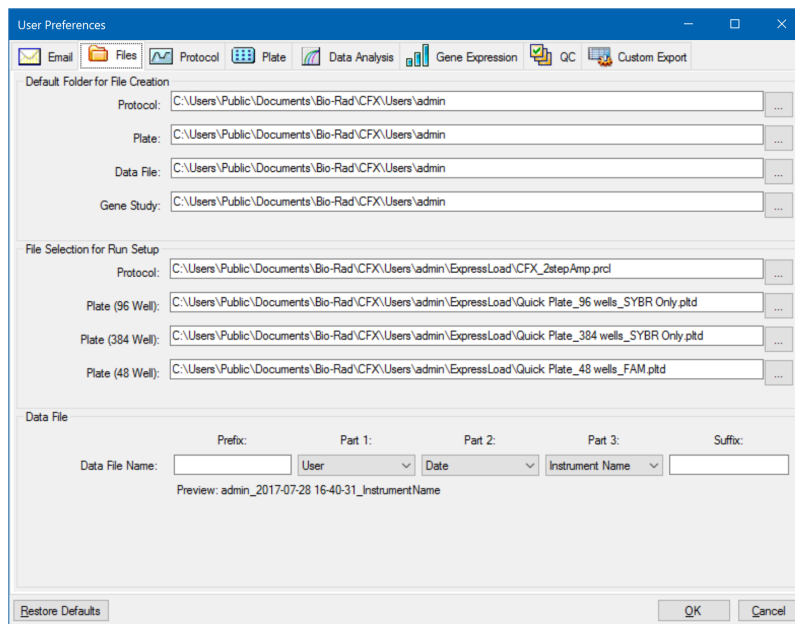 User Preferences
Email Files Protocol Plate Data Analysis Gene Expression QC Custom Export
Default Folder for File Creation
Protocol: C:\Users\Public\Documents\Bio-Rad\CFX\Users\admin ...
Plate: C:\Users\Public\Documents\Bio-Rad\CFX\Users\admin ...
Data File: C:\Users\Public\Documents\Bio-Rad\CFX\Users\admin ...
Gene Study: C:\Users\Public\Documents\Bio-Rad\CFX\Users\admin ...
File Selection for Run Setup
Protocol: C:\Users\Public\Documents\Bio-Rad\CFX\Users\admin\ExpressLoad\CFX_2stepAmp.prcl ...
Plate (96 Well): C:\Users\Public\Documents\Bio-Rad\CFX\Users\admin\ExpressLoad\Quick Plate_96 wells_SYBR Only.pltd ...
Plate (384 Well): C:\Users\Public\Documents\Bio-Rad\CFX\Users\admin\ExpressLoad\Quick Plate_384 wells_SYBR Only.pltd ...
Plate (48 Well): C:\Users\Public\Documents\Bio-Rad\CFX\Users\admin\ExpressLoad\Quick Plate_48 wells_FAM.pltd ...
Data File
Prefix: Part 1: Part 2: Part 3: Suffix:
Data File Name: User Date Instrument Name
Preview: admin_2017-07-28 16-40-31_InstrumentName
Restore Defaults OK Cancel